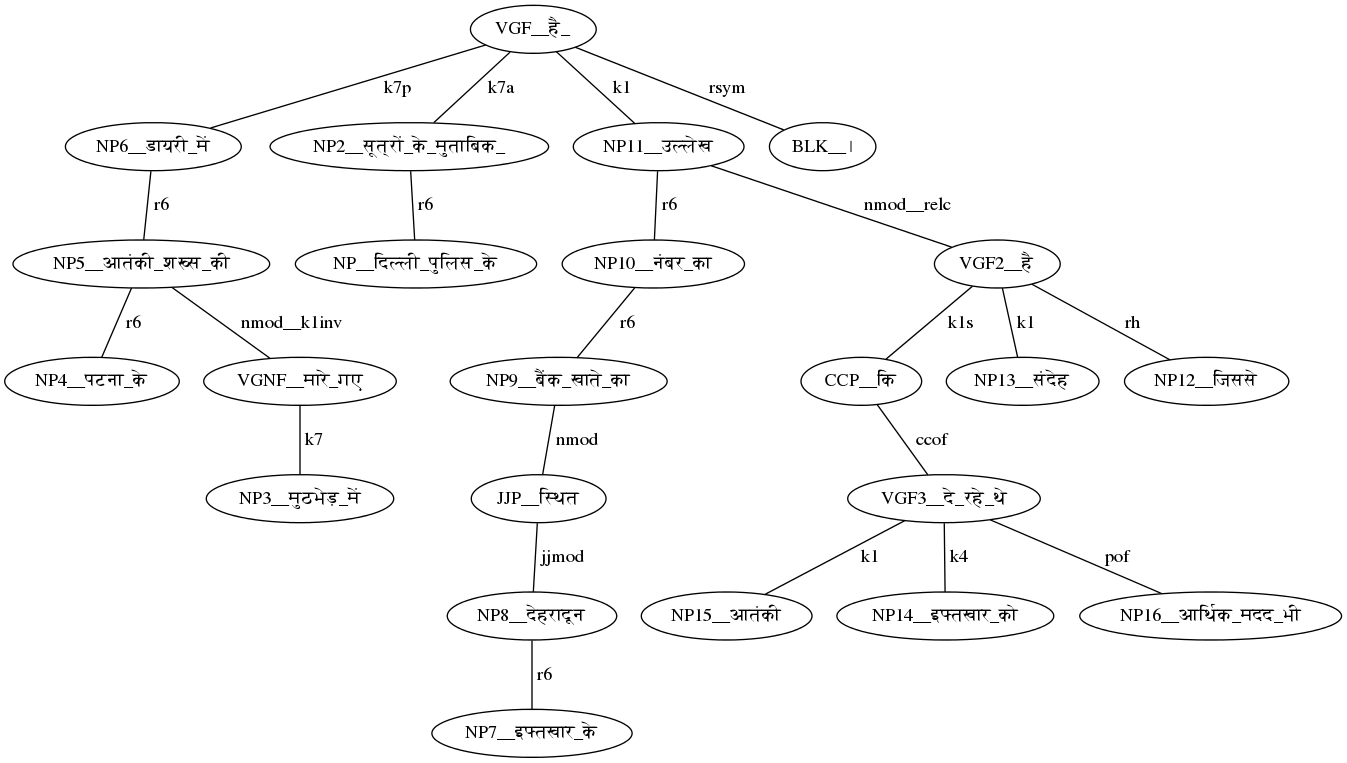 VGF__है_
k7p k7a k1 rsym
NP6__डायरी_में NP2__सूत्रों_के_मुताबिक_ NP11__उल्लेख BLK__।
r6 r6 r6 nmod__relc
NP5__आतंकी_शख्स_की NP__दिल्ली_पुलिस_के NP10__नंबर_का VGF2__है
r6 nmod__k1inv r6 k1s k1 rh
NP4__पटना_के VGNF__मारे_गए NP9__बैंक_खाते_का CCP__कि NP13__संदेह NP12__जिससे
k7 nmod ccof
NP3__मुठभेड़_में JJP__स्थित VGF3__दे_रहे_थे
jjmod k1 k4 pof
NP8__देहरादून NP15__आतंकी NP14__इफ्तखार_को NP16__आर्थिक_मदद_भी
r6
NP7__इफ्तखार_के